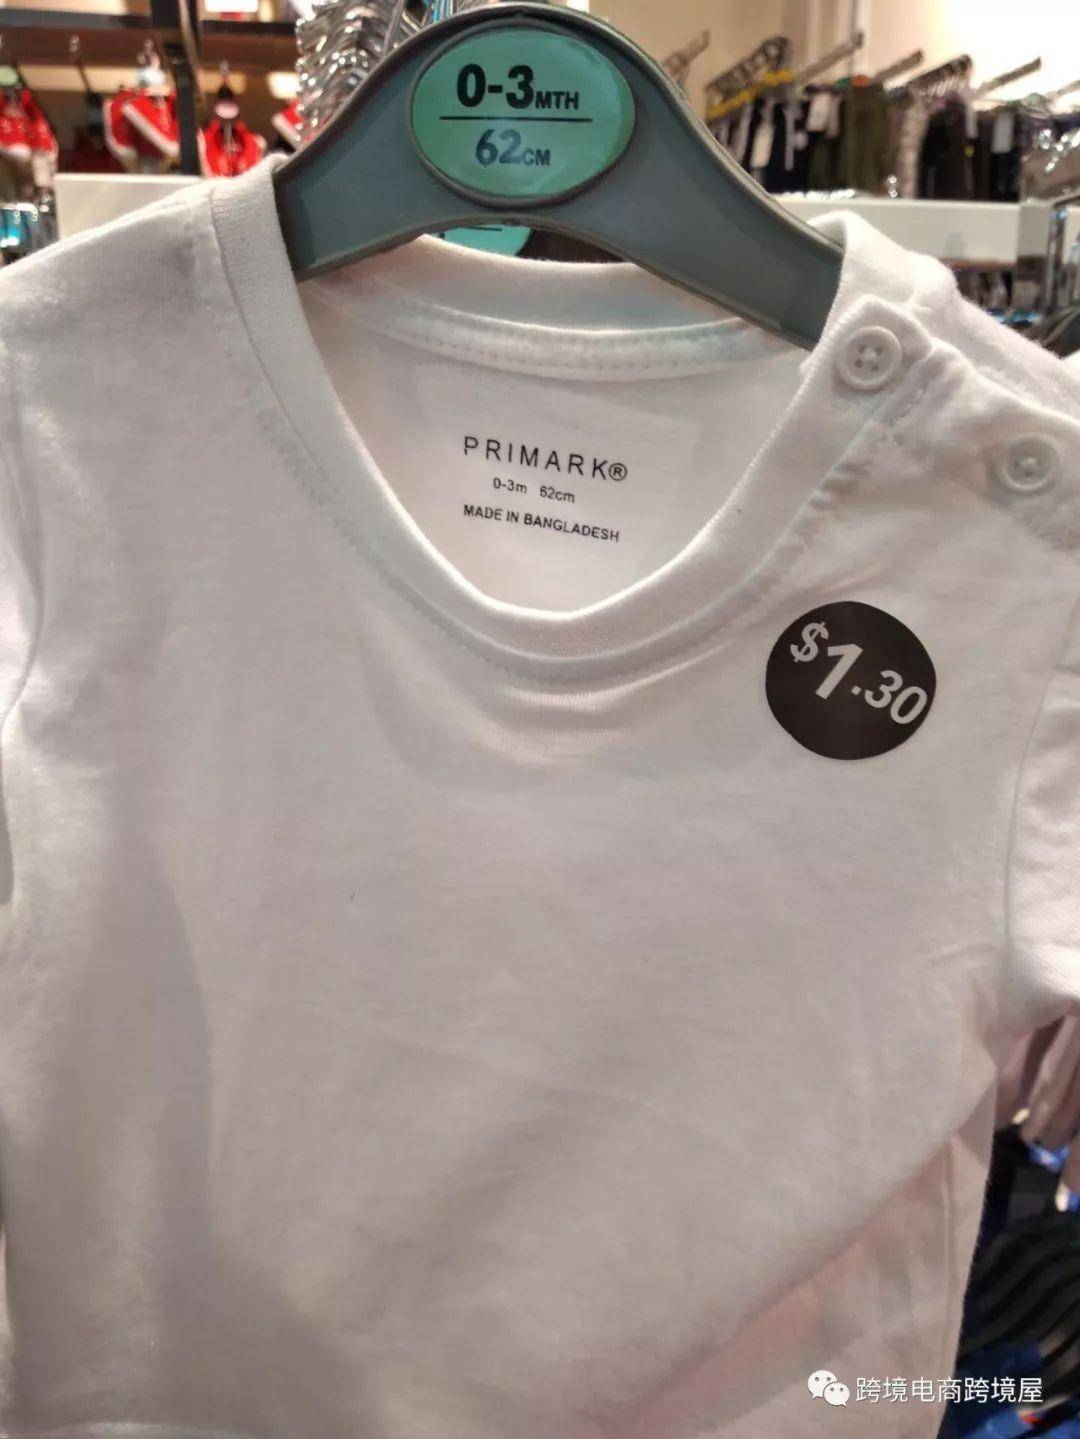 0-3MTH
62CM
PRIMARK®
0-3m 62cm
MADE IN BANGLADESH
$1.30
跨境电商跨境屋